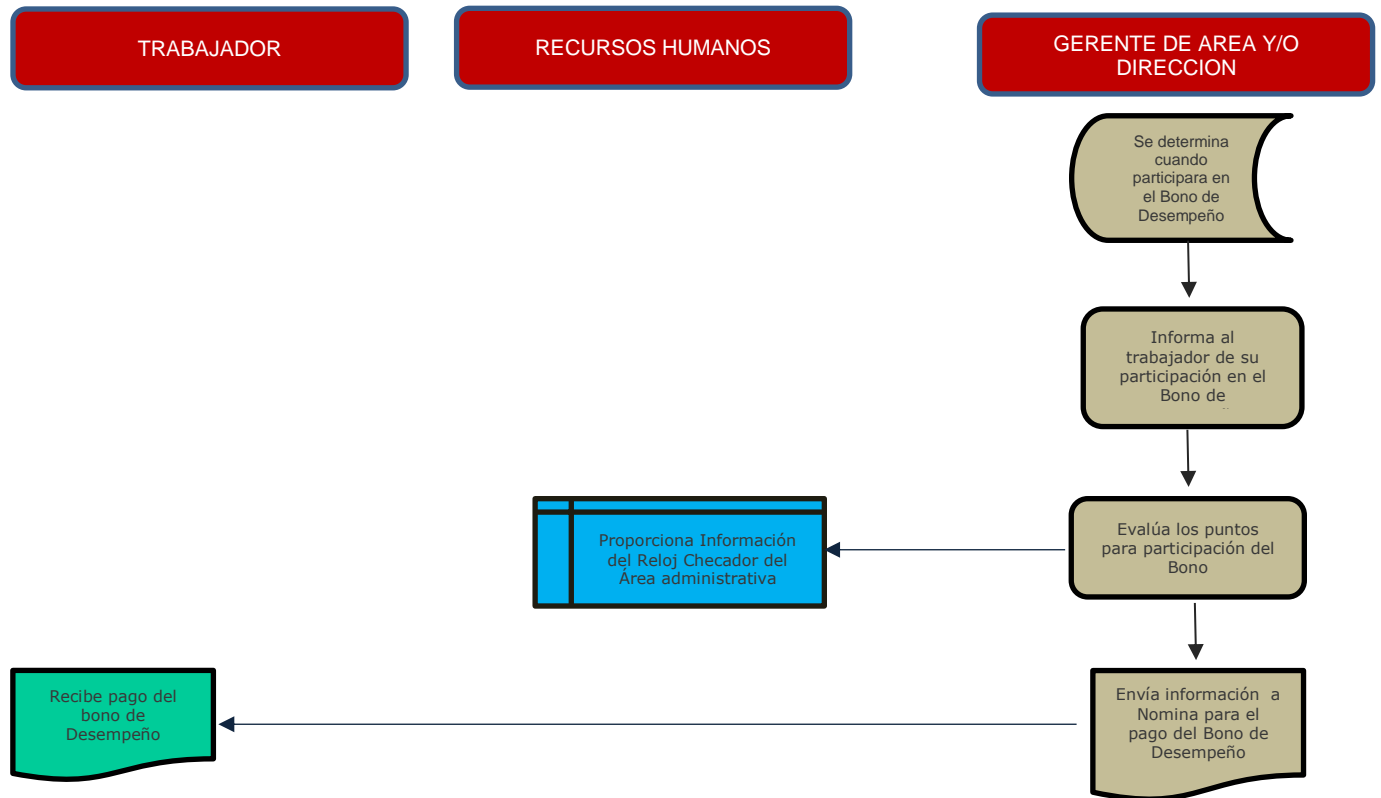 TRABAJADOR
RECURSOS HUMANOS
GERENTE DE AREA Y/O
DIRECCION
Se determina
cuando
participara en
el Bono de
Desempeño
Informa al
trabajador de su
participación en el
Bono de
Evalúa los puntos
para participación del
Bono
Proporciona Información
del Reloj Checador del
Área administrativa
Envía información a
Nomina para el
pago del Bono de
Desempeño
Recibe pago del
bono de
Desempeño